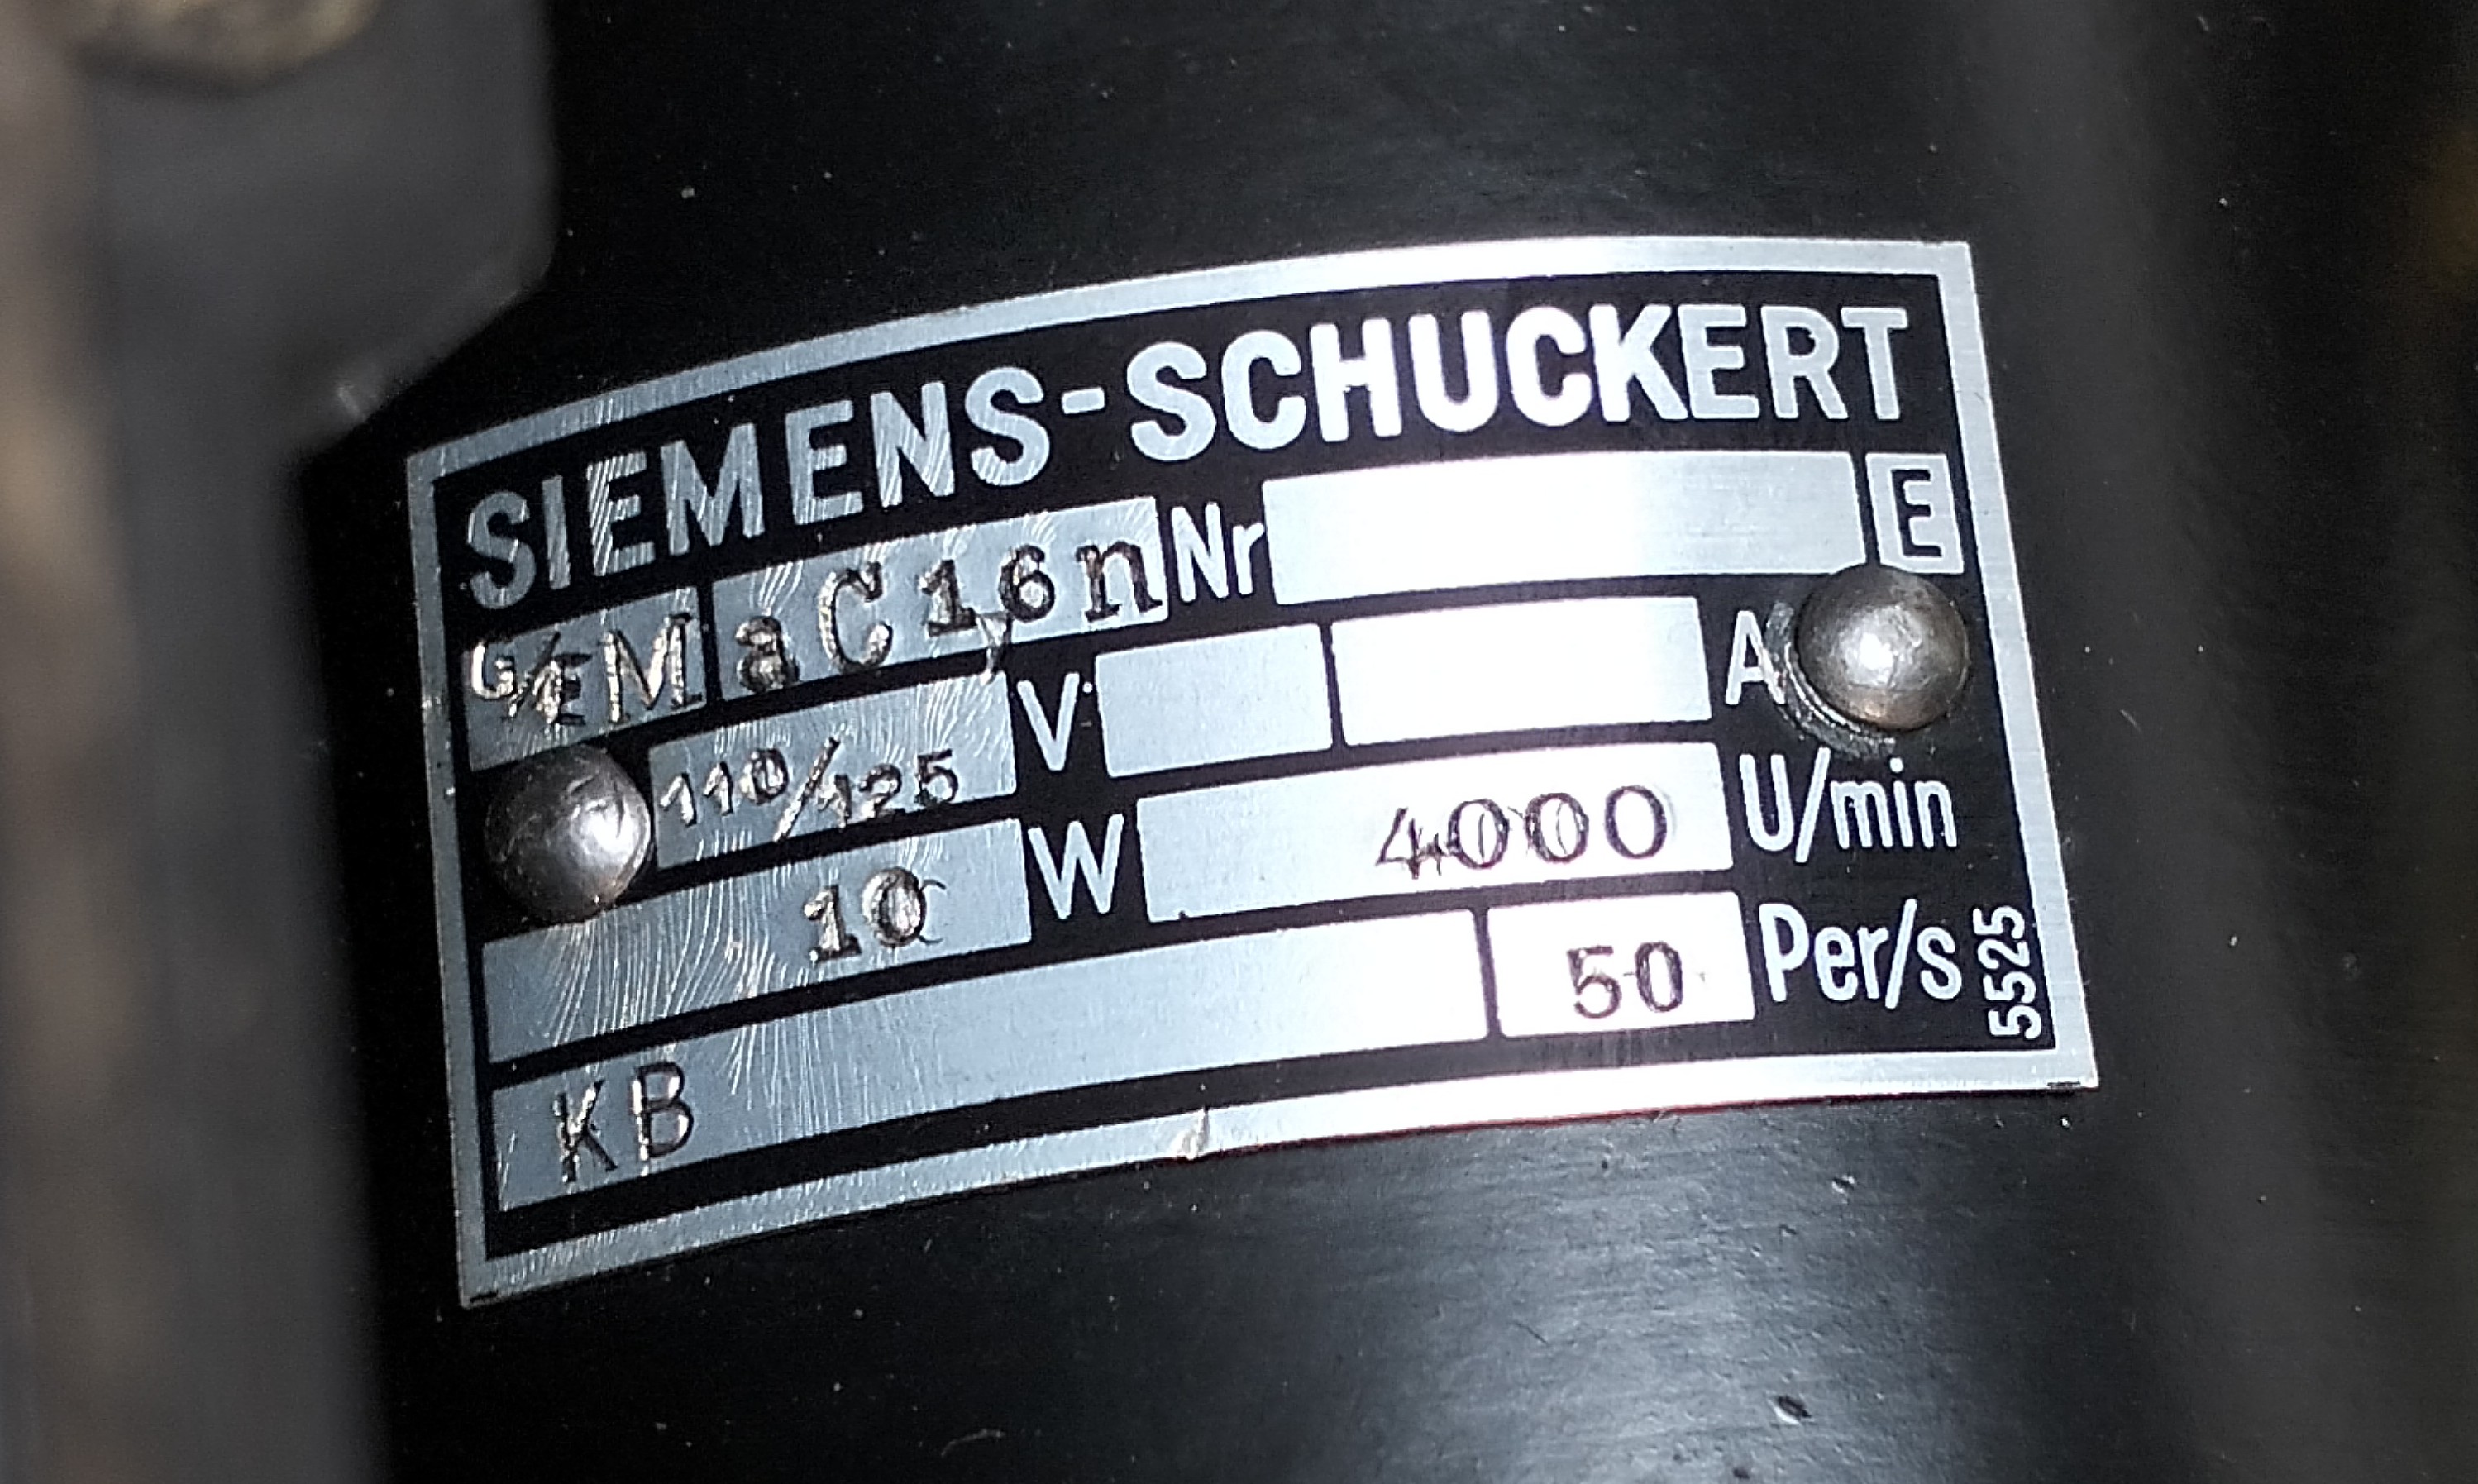 SIEMENS-SCHUCKERT
G/EM aC16n Nr E
110/125 V A
10 W 4000 U/min
50 Per/s
KB
5525